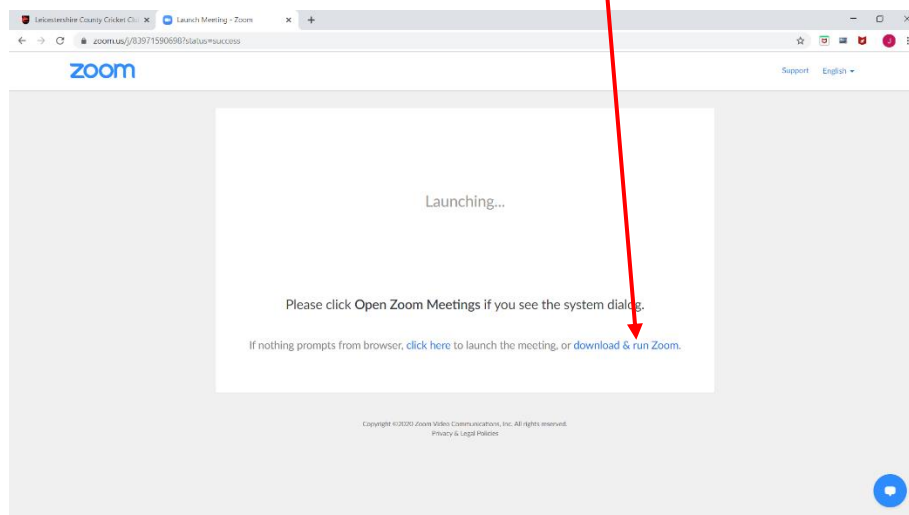 Leicestershire County Cricket Clu
Launch Meeting - Zoom
zoom.us/j/83971590698?status=success
J
zoom
Support English
Launching...
Please click Open Zoom Meetings if you see the system dialog.
If nothing prompts from browser, click here to launch the meeting, or download & run Zoom.
Copyright ©2020 Zoom Video Communications, Inc. All rights reserved.
Privacy & Legal Policies